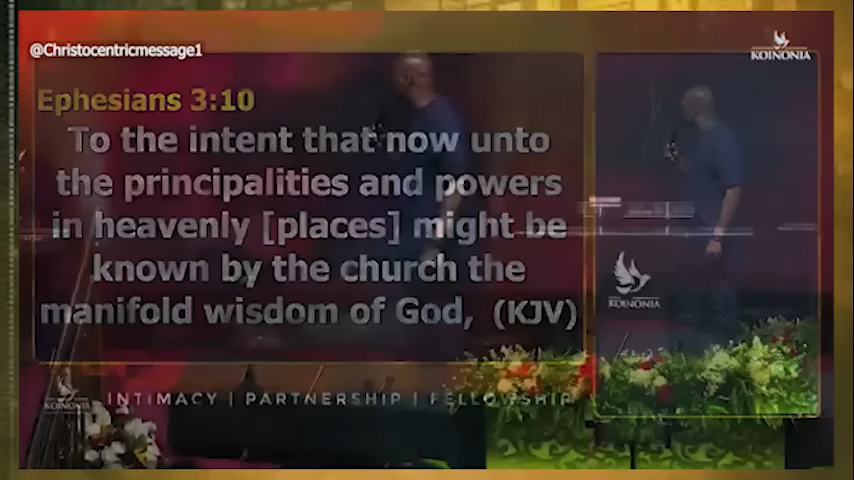 @Christocentricmessage1
KOINONIA
Ephesians 3:10
To the intent that now unto
the principalities and powers
in heavenly [places] might be
known by the church the
manifold wisdom of God, (KJV)
KOINONIA
KOINONIA
INTIMACY | PARTNERSHIP | FELLOWSHIP